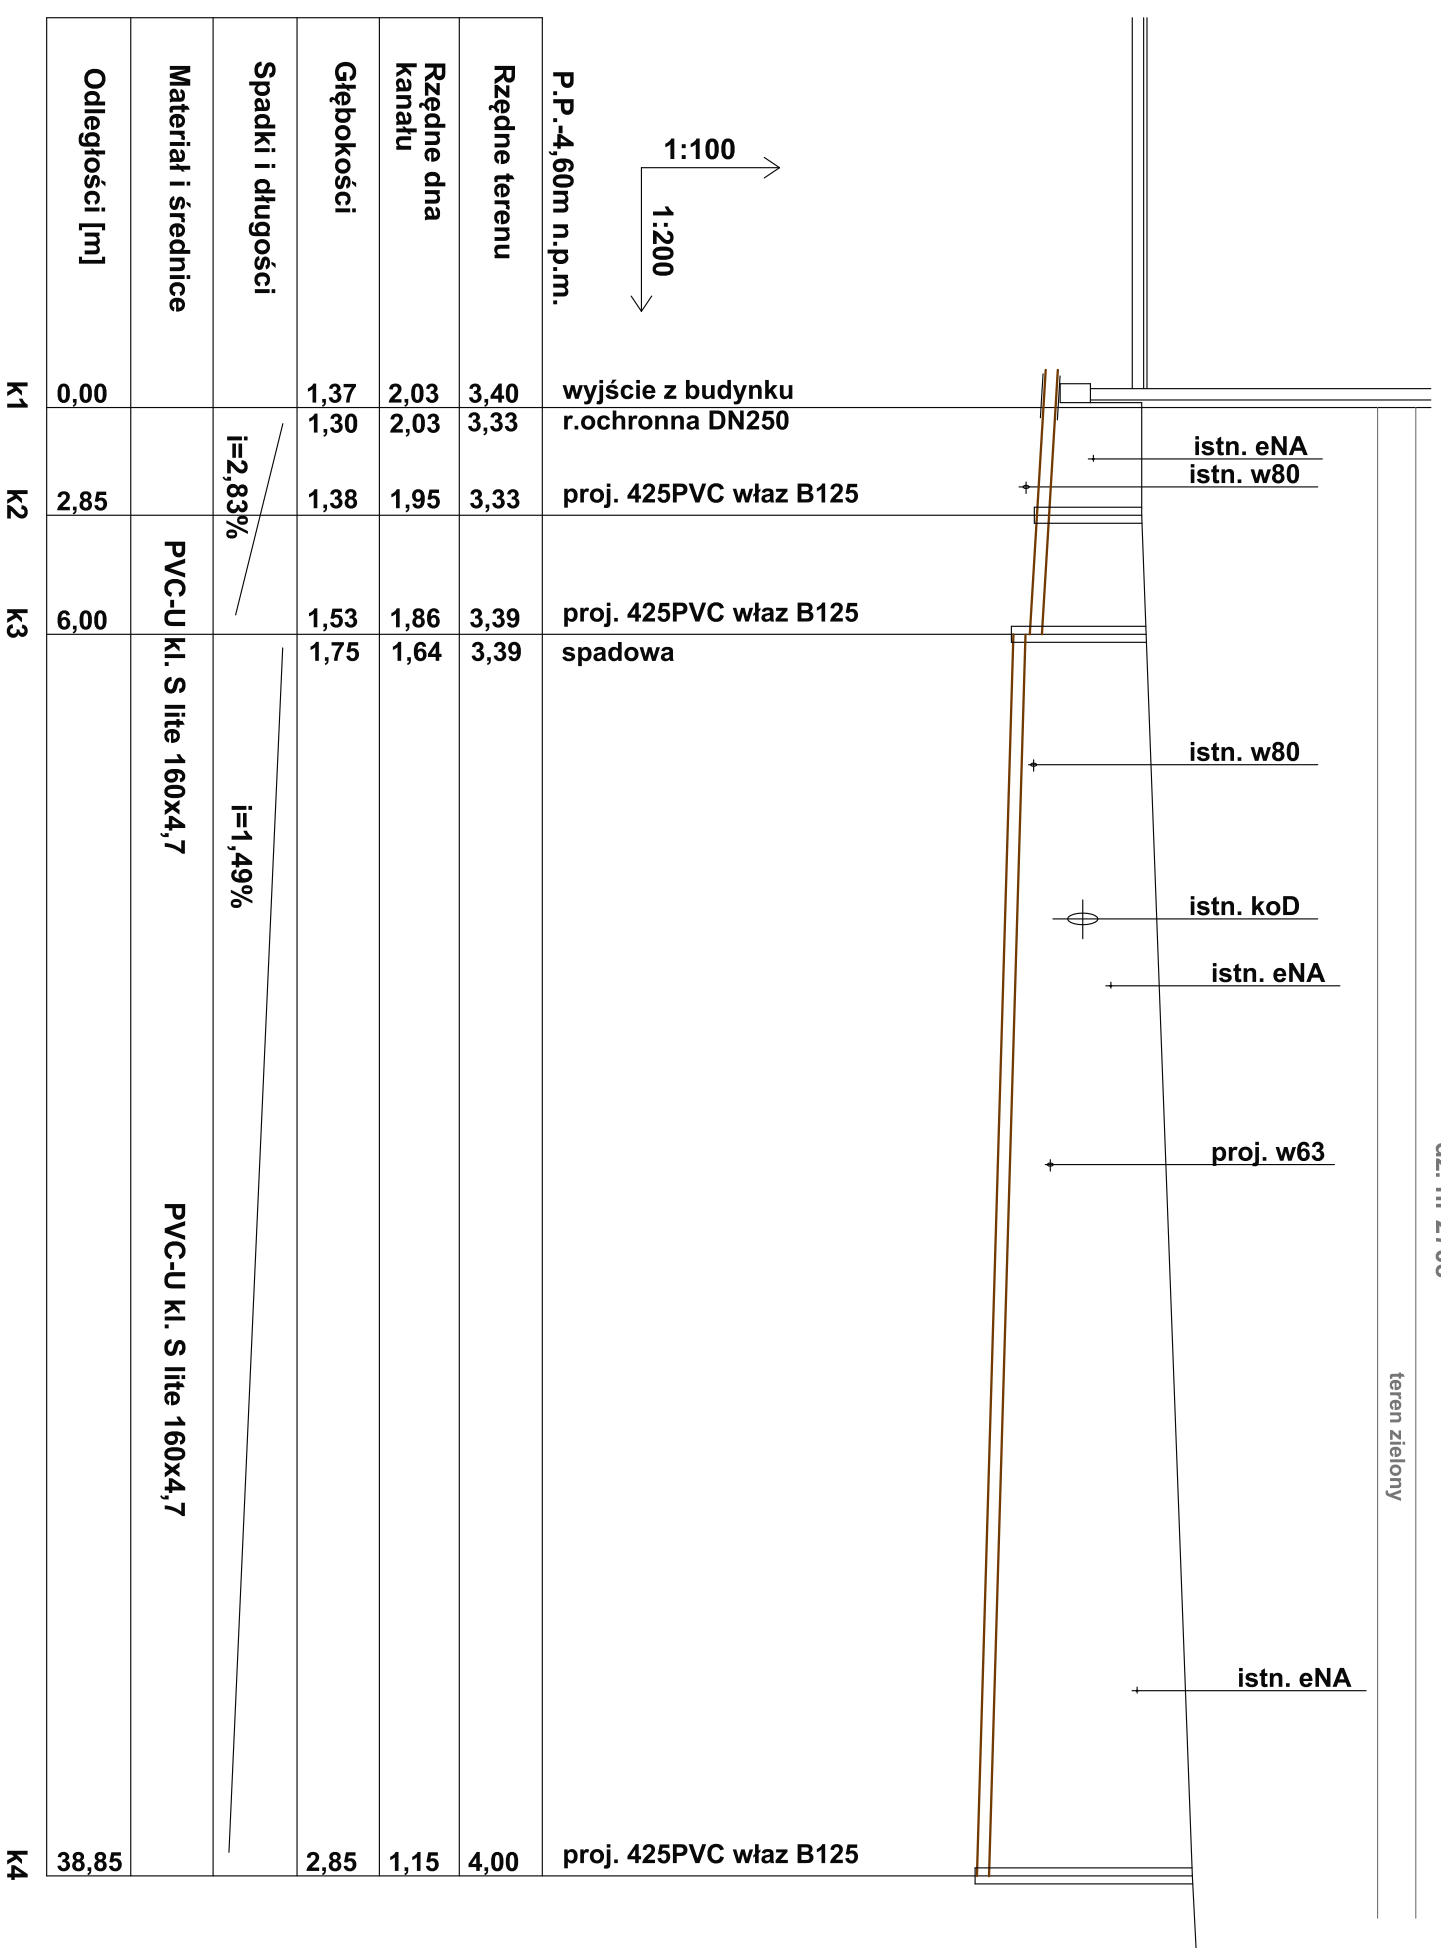 P.P.-4,60m n.p.m.
Rzędne terenu
Rzędne dna
kanału
Głębokości
Spadki i długości
Materiał i średnice
Odległości [m]
1:100
1:200
k1
0,00
1,37
2,03
3,40
wyjście z budynku
1,30
2,03
3,33
r.ochronna DN250
i=2,83%
k2
2,85
1,38
1,95
3,33
proj. 425PVC właz B125
k3
6,00
1,53
1,86
3,39
proj. 425PVC właz B125
1,75
1,64
3,39
spadowa
PVC-U kl. S lite 160x4,7
i=1,49%
PVC-U kl. S lite 160x4,7
k4
38,85
2,85
1,15
4,00
proj. 425PVC właz B125
istn. eNA
istn. w80
istn. w80
istn. koD
istn. eNA
proj. w63
istn. eNA
teren zielony